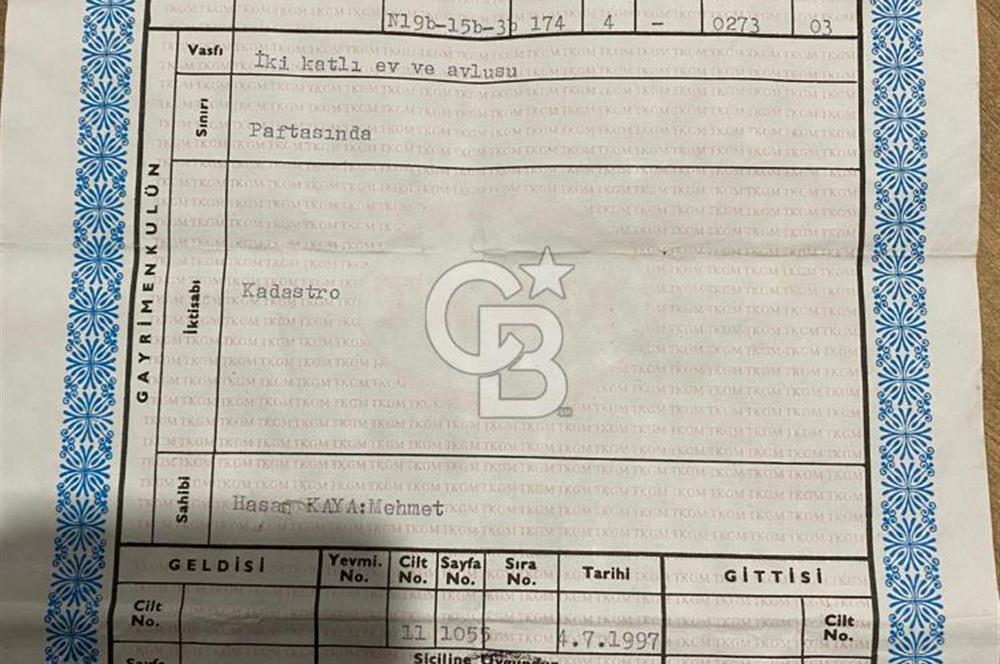 N19b-15b-3b 174 4 - 0273 03
Vasfı İki katlı ev ve avlusu
Sınırı Paftasında
GAYRİMENKULÜN
İktisabı Kadastro
CB
Sahibi Hasan KAYA:Mehmet
GELDİSİ Yevmi. No. Cilt No. Sayfa No. Sıra No. Tarihi GİTTİSİ
Cilt No. 11 1055 4.7.1997 Cilt No.
Sayfa Siciline Uygundur